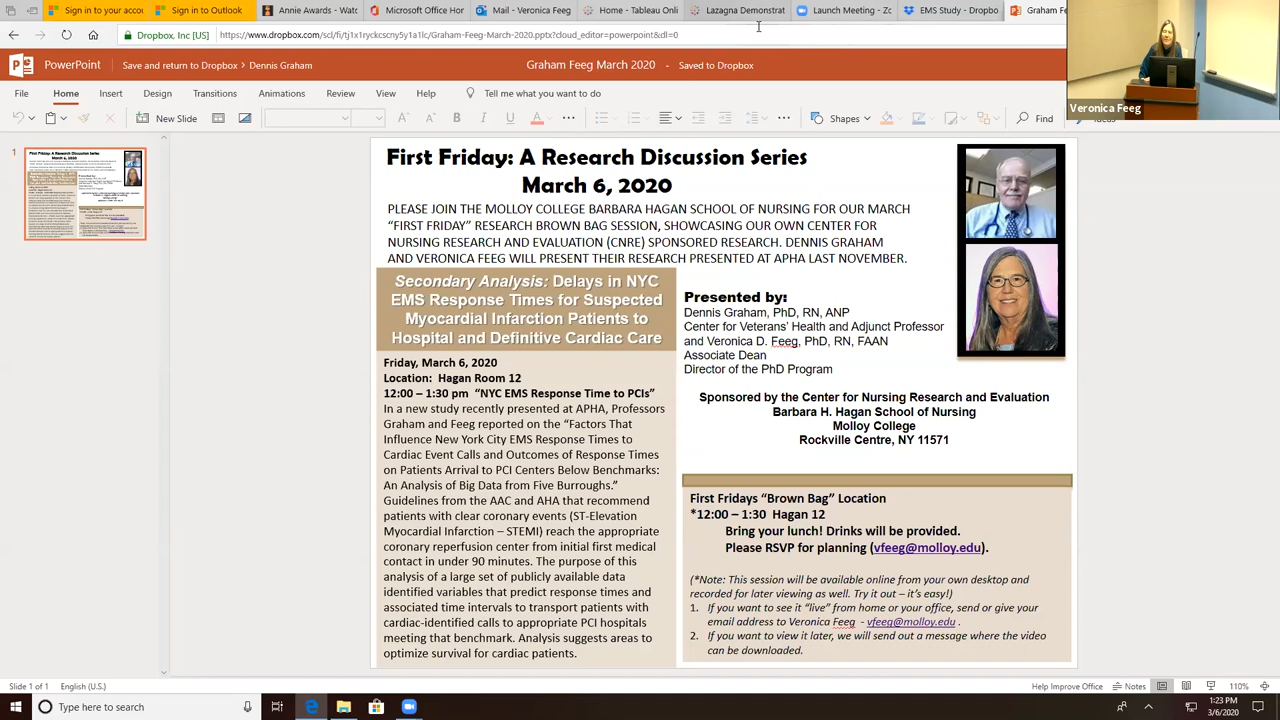 Sign in to your accou
Sign in to Outlook
Annie Awards - Watc
Microsoft Office Hor
Mail - Veronica Feeg
Home - Tableau Onli
Lazagna Demonstrat
Launch Meeting - Zo
EMS Study - Dropbo
Graham Fe
Dropbox, Inc [US]
https://www.dropbox.com/scl/fi/tj1x1ryckcscny5y1a1lc/Graham-Feeg-March-2020.pptx?cloud_editor=powerpoint&dl=0
PowerPoint
Save and return to Dropbox > Dennis Graham
Graham Feeg March 2020 - Saved to Dropbox
Veronica Feeg
File Home Insert Design Transitions Animations Review View Help Tell me what you want to do
New Slide
Shapes
Find
Ideas
1
First Friday: A Research Discussion Series
March 6, 2020
PLEASE JOIN THE MOLLOY COLLEGE BARBARA HAGAN SCHOOL OF NURSING FOR OUR MARCH
"FIRST FRIDAY" RESEARCH BROWN BAG SESSION, SHOWCASING OUR OWN CENTER FOR
NURSING RESEARCH AND EVALUATION (CNRE) SPONSORED RESEARCH. DENNIS GRAHAM
AND VERONICA FEEG WILL PRESENT THEIR RESEARCH PRESENTED AT APHA LAST NOVEMBER.
Secondary Analysis: Delays in NYC
EMS Response Times for Suspected
Myocardial Infarction Patients to
Hospital and Definitive Cardiac Care
Friday, March 6, 2020
Location: Hagan Room 12
12:00 – 1:30 pm "NYC EMS Response Time to PCIs"
In a new study recently presented at APHA, Professors
Graham and Feeg reported on the "Factors That
Influence New York City EMS Response Times to
Cardiac Event Calls and Outcomes of Response Times
on Patients Arrival to PCI Centers Below Benchmarks:
An Analysis of Big Data from Five Burroughs."
Guidelines from the AAC and AHA that recommend
patients with clear coronary events (ST-Elevation
Myocardial Infarction – STEMI) reach the appropriate
coronary reperfusion center from initial first medical
contact in under 90 minutes. The purpose of this
analysis of a large set of publicly available data
identified variables that predict response times and
associated time intervals to transport patients with
cardiac-identified calls to appropriate PCI hospitals
meeting that benchmark. Analysis suggests areas to
optimize survival for cardiac patients.
Presented by:
Dennis Graham, PhD, RN, ANP
Center for Veterans' Health and Adjunct Professor
and Veronica D. Feeg, PhD, RN, FAAN
Associate Dean
Director of the PhD Program
Sponsored by the Center for Nursing Research and Evaluation
Barbara H. Hagan School of Nursing
Molloy College
Rockville Centre, NY 11571
First Fridays "Brown Bag" Location
*12:00 – 1:30 Hagan 12
Bring your lunch! Drinks will be provided.
Please RSVP for planning (vfeeg@molloy.edu).
(*Note: This session will be available online from your own desktop and
recorded for later viewing as well. Try it out – it's easy!)
1. If you want to see it "live" from home or your office, send or give your
email address to Veronica Feeg - vfeeg@molloy.edu .
2. If you want to view it later, we will send out a message where the video
can be downloaded.
Slide 1 of 1 English (U.S.)
Help Improve Office Notes 110%
Type here to search
1:23 PM
3/6/2020